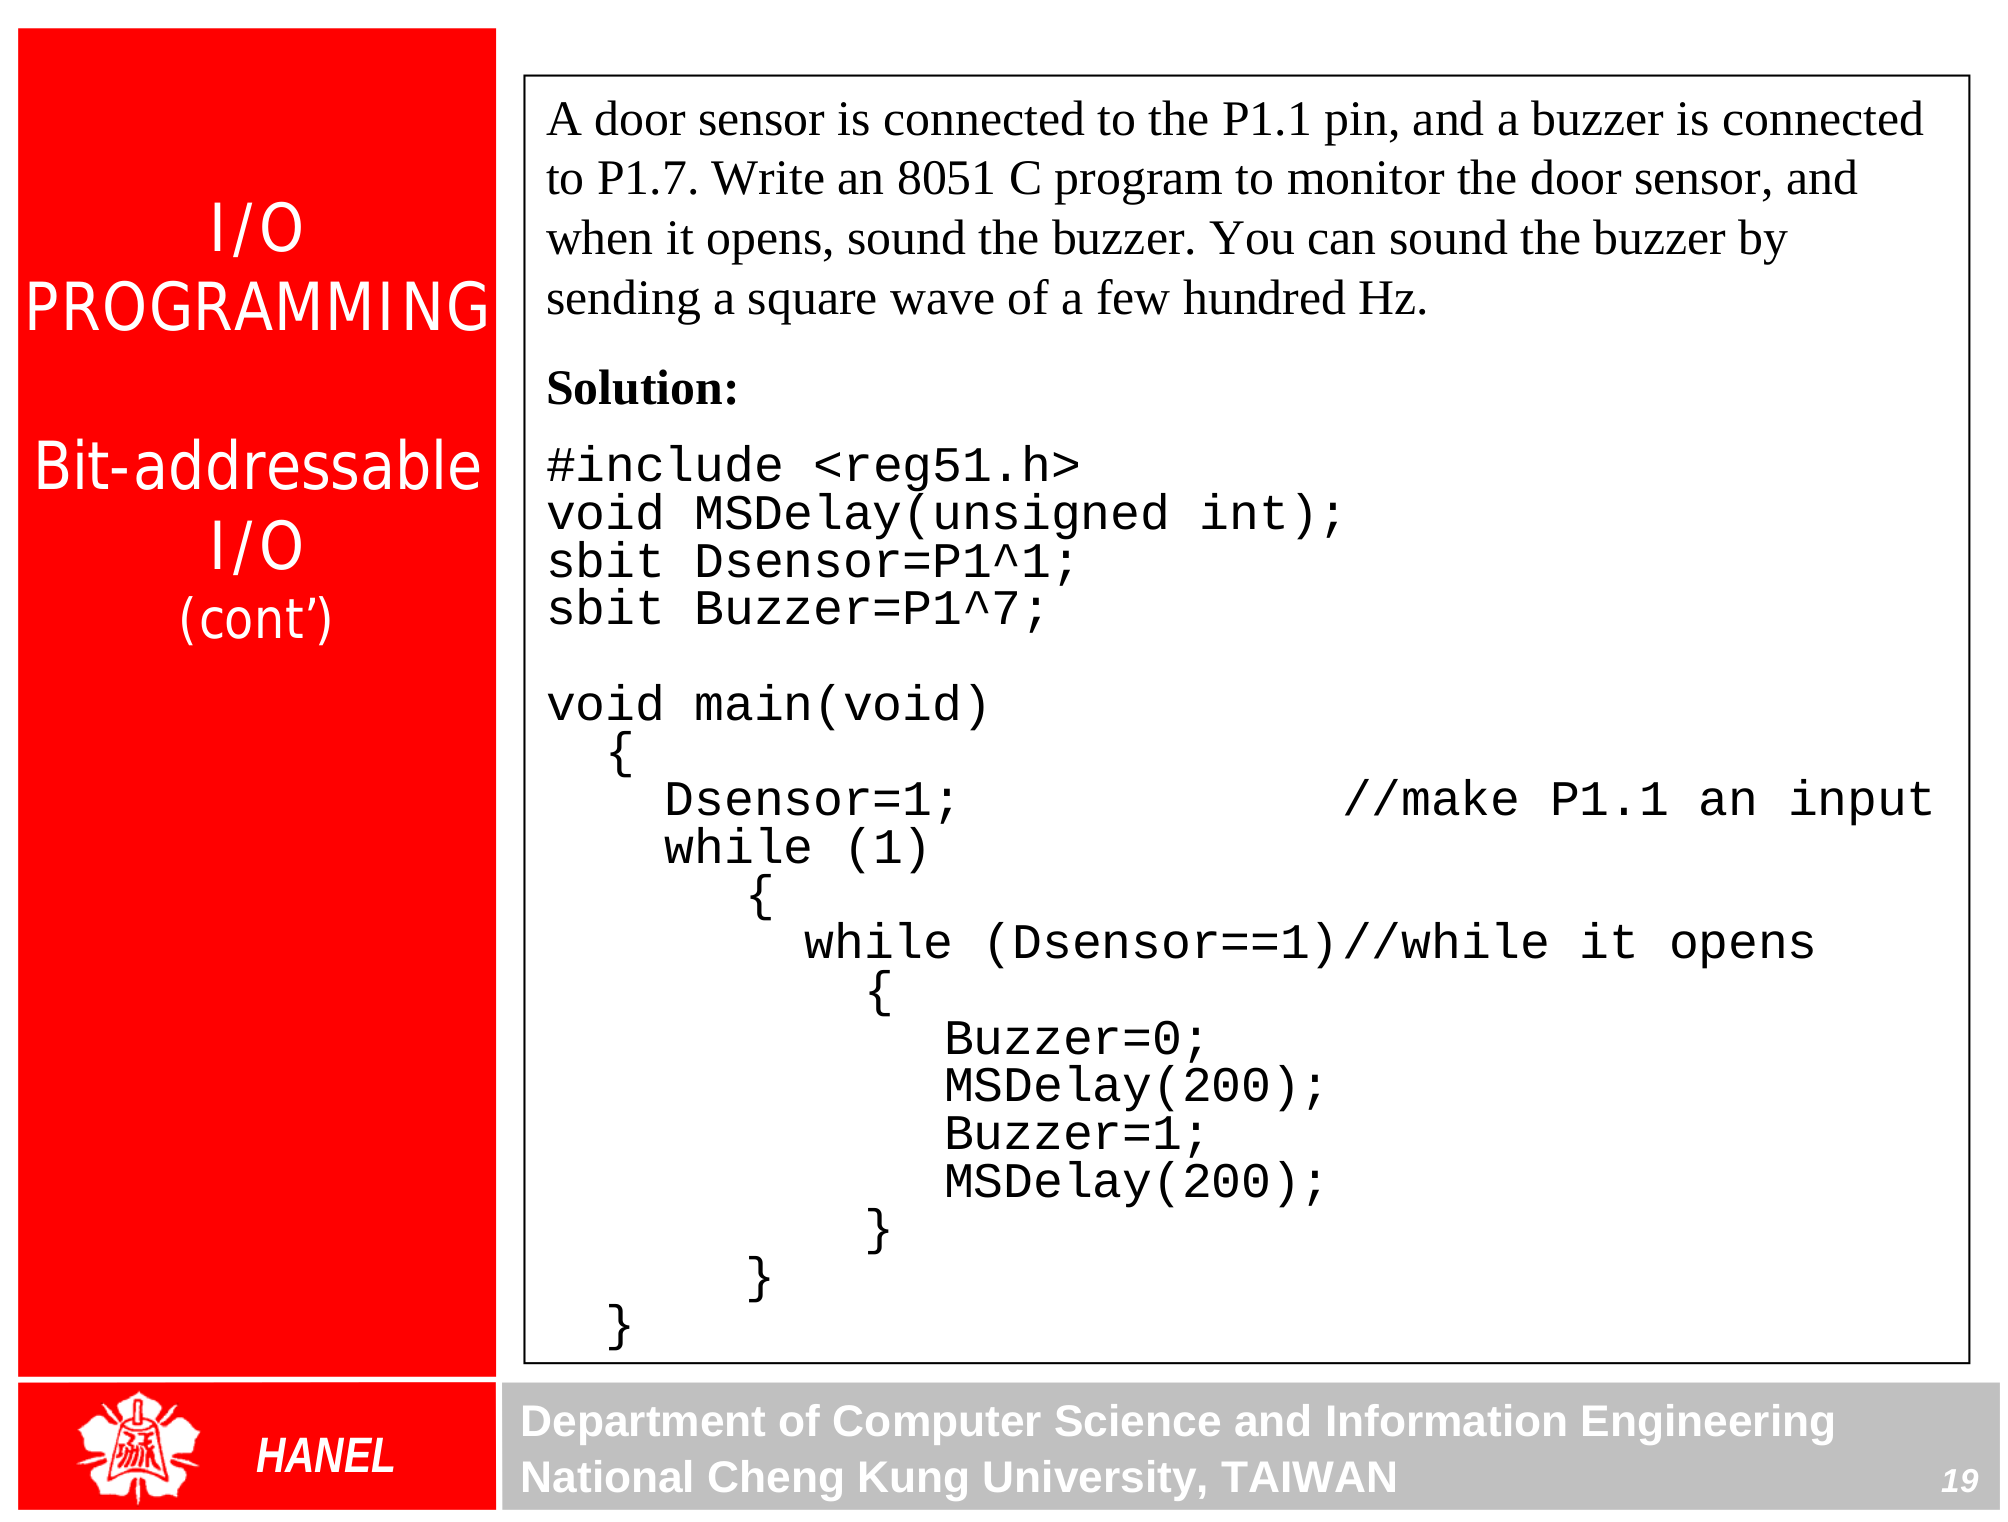 I/O
PROGRAMMING
Bit-addressable
I/O
(cont’)
A door sensor is connected to the P1.1 pin, and a buzzer is connected
to P1.7. Write an 8051 C program to monitor the door sensor, and
when it opens, sound the buzzer. You can sound the buzzer by
sending a square wave of a few hundred Hz.
Solution:
#include <reg51.h>
void MSDelay(unsigned int);
sbit Dsensor=P1^1;
sbit Buzzer=P1^7;
void main(void)
{
Dsensor=1; //make P1.1 an input
while (1)
{
while (Dsensor==1)//while it opens
{
Buzzer=0;
MSDelay(200);
Buzzer=1;
MSDelay(200);
}
}
}
HANEL
Department of Computer Science and Information Engineering
National Cheng Kung University, TAIWAN
19